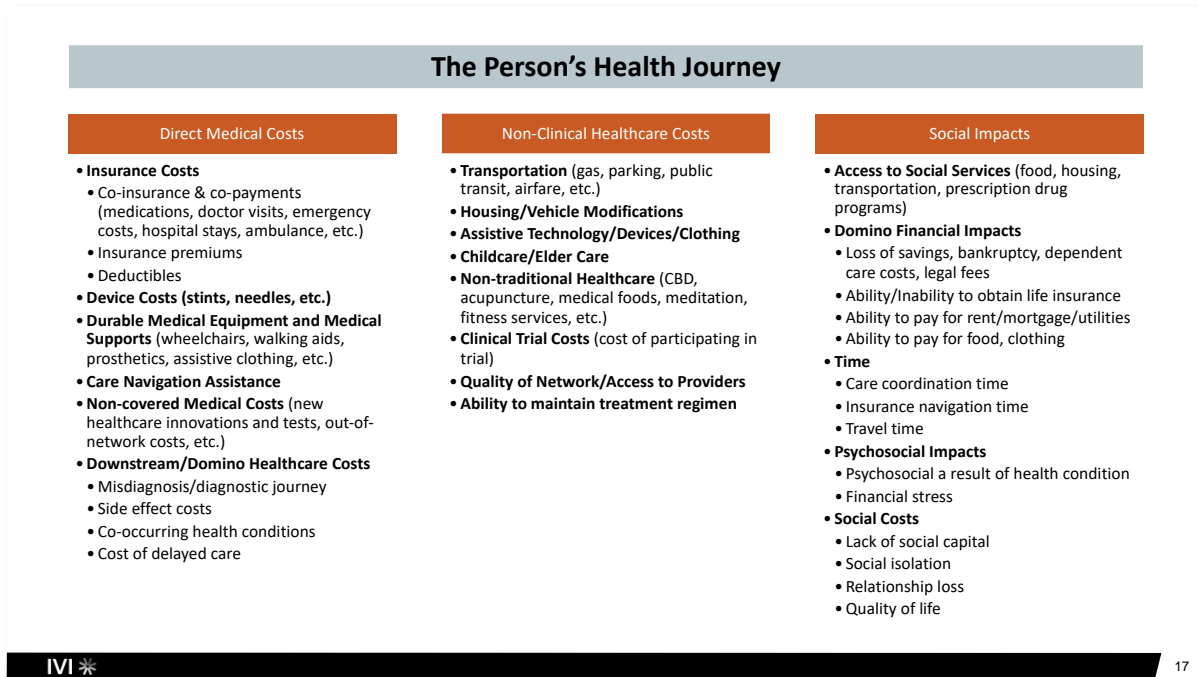 The Person's Health Journey
Direct Medical Costs
• Insurance Costs
• Co-insurance & co-payments
(medications, doctor visits, emergency
costs, hospital stays, ambulance, etc.)
• Insurance premiums
• Deductibles
• Device Costs (stints, needles, etc.)
• Durable Medical Equipment and Medical
Supports (wheelchairs, walking aids,
prosthetics, assistive clothing, etc.)
• Care Navigation Assistance
• Non-covered Medical Costs (new
healthcare innovations and tests, out-of-
network costs, etc.)
• Downstream/Domino Healthcare Costs
• Misdiagnosis/diagnostic journey
• Side effect costs
• Co-occurring health conditions
• Cost of delayed care
Non-Clinical Healthcare Costs
• Transportation (gas, parking, public
transit, airfare, etc.)
• Housing/Vehicle Modifications
• Assistive Technology/Devices/Clothing
• Childcare/Elder Care
• Non-traditional Healthcare (CBD,
acupuncture, medical foods, meditation,
fitness services, etc.)
• Clinical Trial Costs (cost of participating in
trial)
• Quality of Network/Access to Providers
• Ability to maintain treatment regimen
Social Impacts
• Access to Social Services (food, housing,
transportation, prescription drug
programs)
• Domino Financial Impacts
• Loss of savings, bankruptcy, dependent
care costs, legal fees
• Ability/Inability to obtain life insurance
• Ability to pay for rent/mortgage/utilities
• Ability to pay for food, clothing
• Time
• Care coordination time
• Insurance navigation time
• Travel time
• Psychosocial Impacts
• Psychosocial a result of health condition
• Financial stress
• Social Costs
• Lack of social capital
• Social isolation
• Relationship loss
• Quality of life
IVI
17